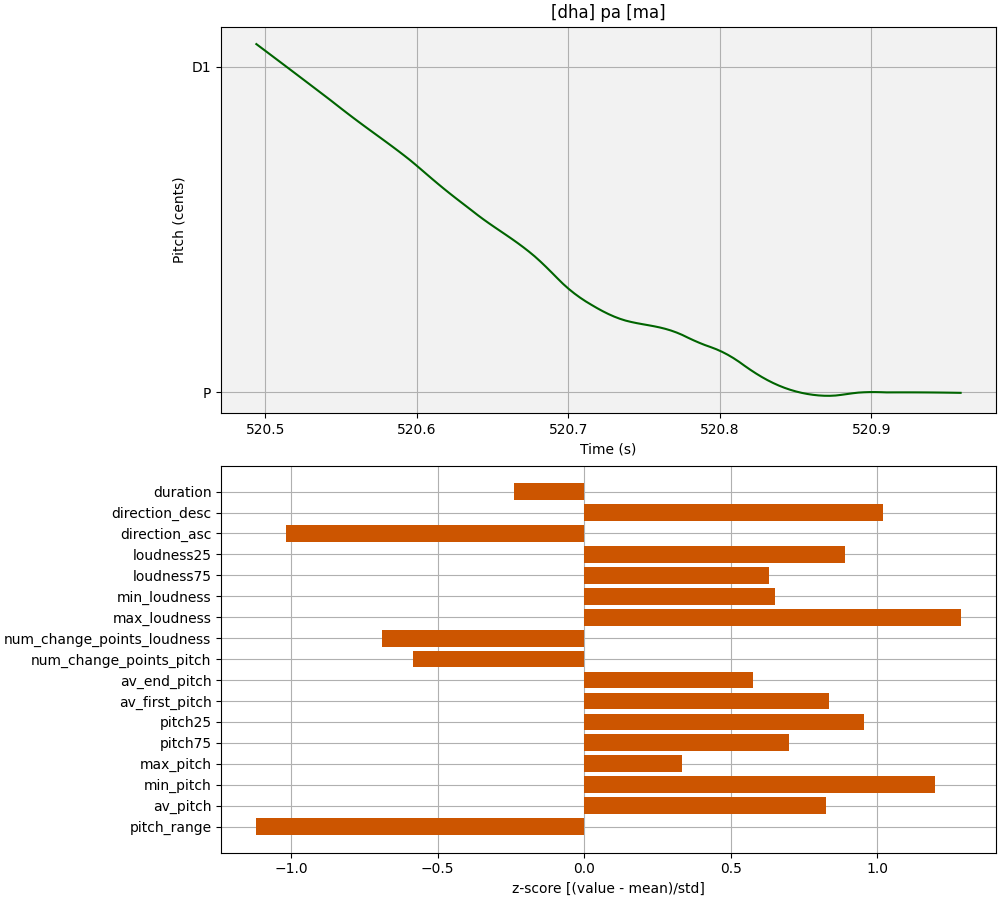 [dha] pa [ma]
D1
P
Pitch (cents)
520.5 520.6 520.7 520.8 520.9
Time (s)
duration
direction_desc
direction_asc
loudness25
loudness75
min_loudness
max_loudness
num_change_points_loudness
num_change_points_pitch
av_end_pitch
av_first_pitch
pitch25
pitch75
max_pitch
min_pitch
av_pitch
pitch_range
−1.0 −0.5 0.0 0.5 1.0
z-score [(value - mean)/std]